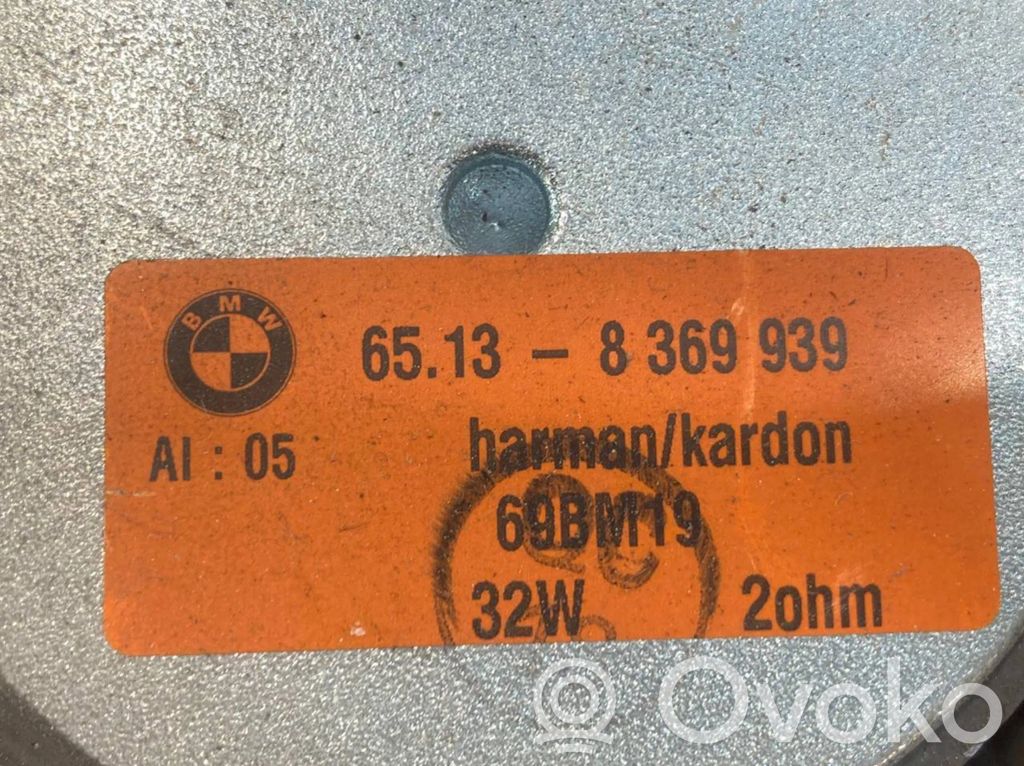 BMW
65.13 - 8 369 939
AI : 05
harman/kardon
69BM19
32W 2ohm
© Ovoko